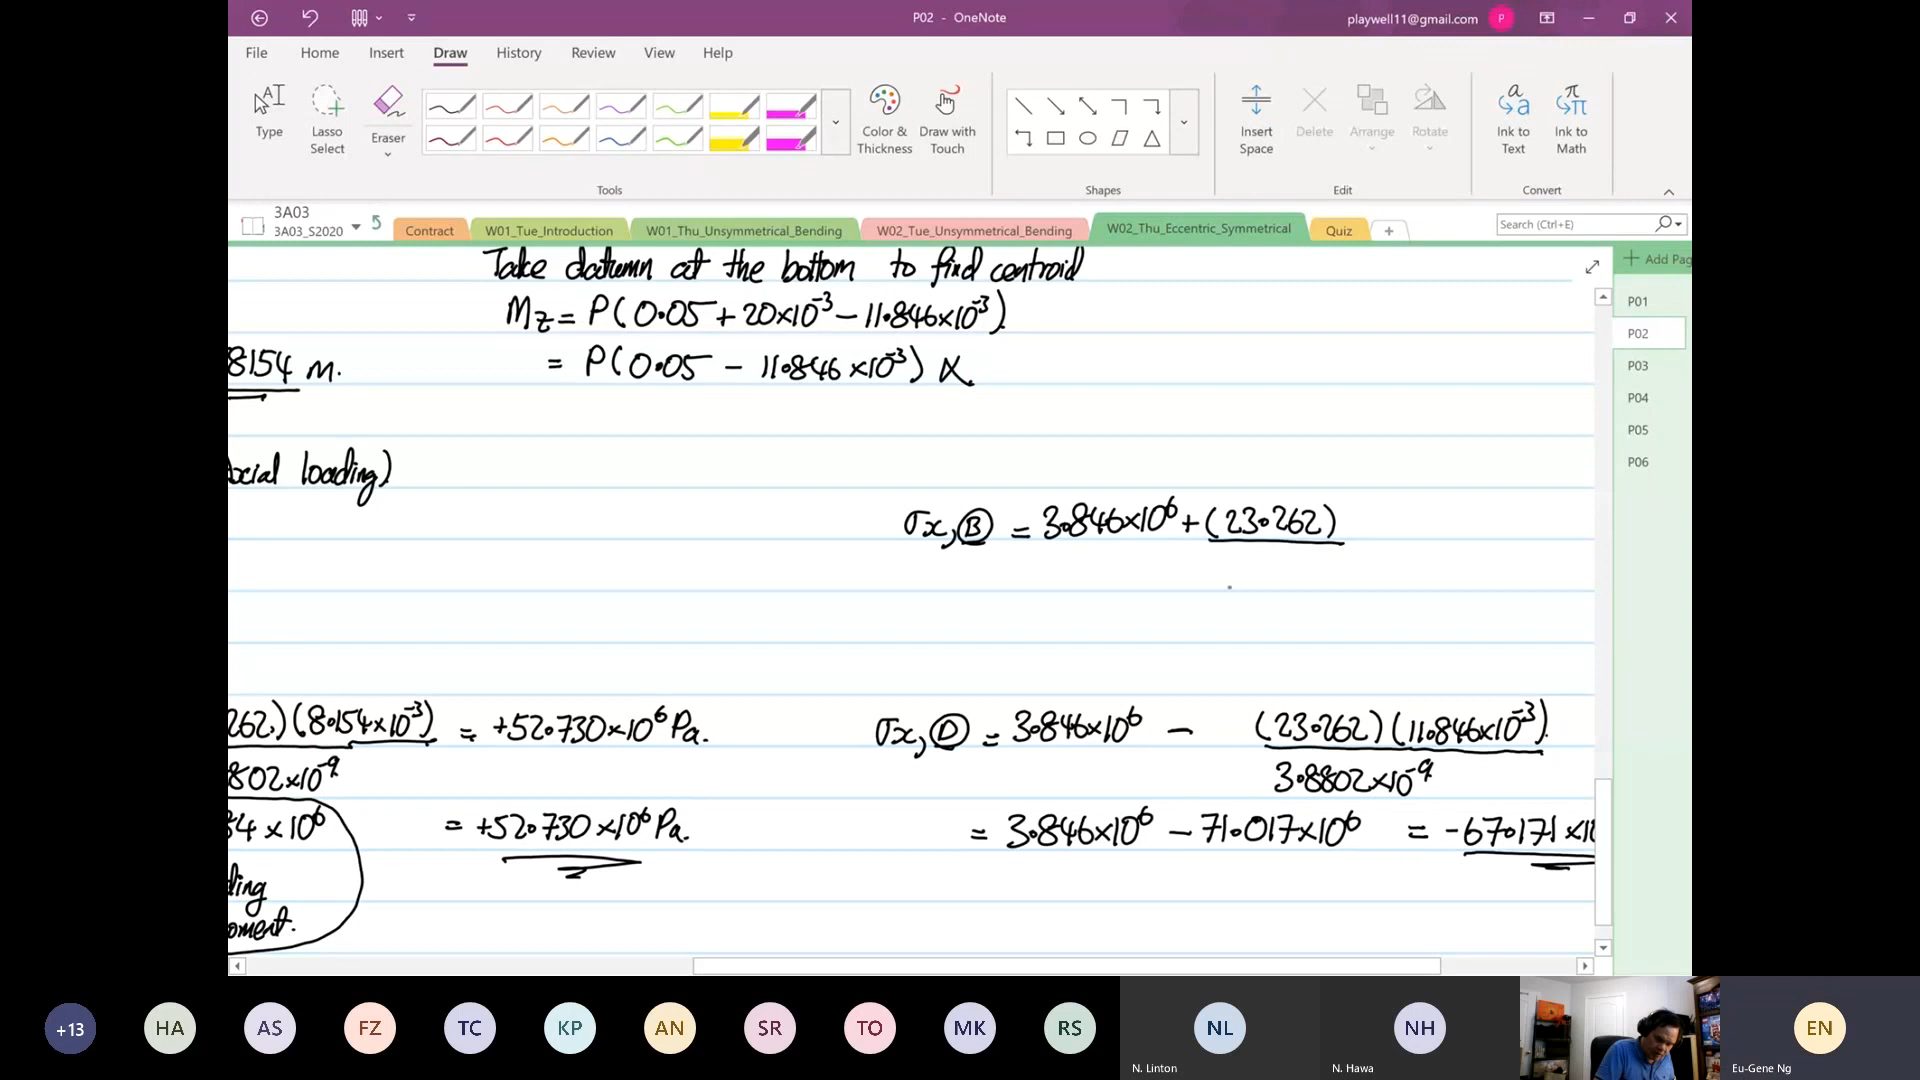 P02 - OneNote
playwell11@gmail.com
P
File
Home
Insert
Draw
History
Review
View
Help
Type
Lasso Select
Eraser
Color & Thickness
Draw with Touch
Insert Space
Delete
Arrange
Rotate
Ink to Text
Ink to Math
Tools
Shapes
Edit
Convert
3A03
3A03_S2020
Contract
W01_Tue_Introduction
W01_Thu_Unsymmetrical_Bending
W02_Tue_Unsymmetrical_Bending
W02_Thu_Eccentric_Symmetrical
Quiz
+
Search (Ctrl+E)
Add Pag
P01
P02
P03
P04
P05
P06
Take datumn at the bottom to find centroid
Mz = P(0.05 + 20×10⁻³ – 11.846×10⁻³)
8154 m.
= P(0.05 – 11.846×10⁻³) X.
xial loading)
σx,Ⓑ = 3.846×10⁶ + (23.262)
262)(8.154×10⁻³) = +52.730×10⁶ Pa.
802×10⁻⁹
σx,Ⓓ = 3.846×10⁶ – (23.262)(11.846×10⁻³)
3.8802×10⁻⁹
84×10⁶
= +52.730×10⁶ Pa.
= 3.846×10⁶ – 71.017×10⁶ = -67.171×10
ding
oment.
+13
HA
AS
FZ
TC
KP
AN
SR
TO
MK
RS
NL
N. Linton
NH
N. Hawa
EN
Eu-Gene Ng